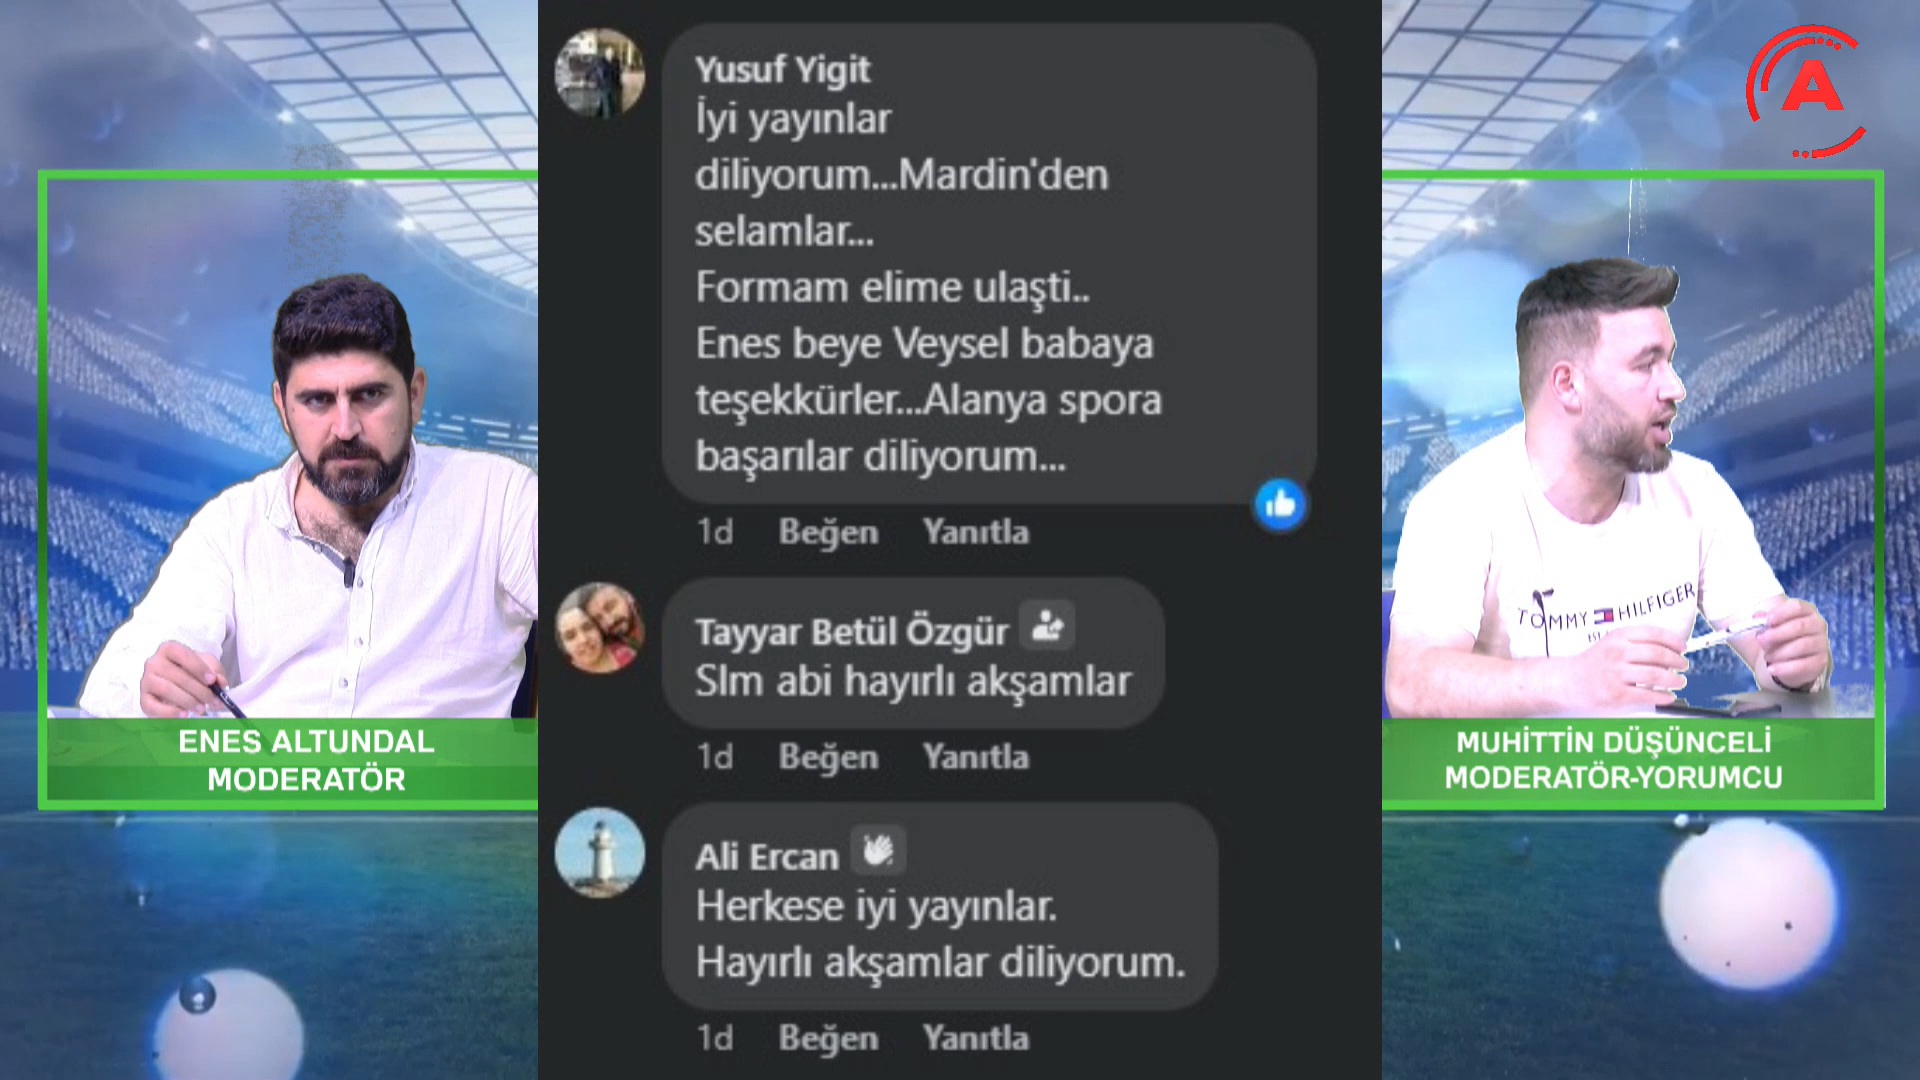 A
Yusuf Yigit
İyi yayınlar
diliyorum...Mardin'den
selamlar...
Formam elime ulaşti..
Enes beye Veysel babaya
teşekkürler...Alanya spora
başarılar diliyorum...
1d Beğen Yanıtla
Tayyar Betül Özgür
Slm abi hayırlı akşamlar
1d Beğen Yanıtla
Ali Ercan
Herkese iyi yayınlar.
Hayırlı akşamlar diliyorum.
1d Beğen Yanıtla
ENES ALTUNDAL
MODERATÖR
TOMMY HILFIGER
MUHİTTİN DÜŞÜNCELİ
MODERATÖR-YORUMCU